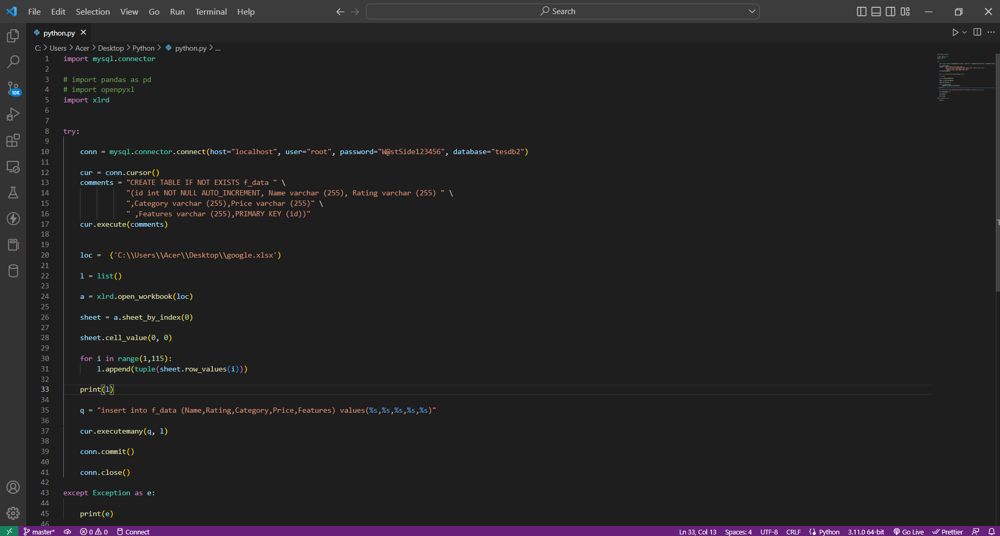 File Edit Selection View Go Run Terminal Help Search
python.py
C: > Users > Acer > Desktop > Python > python.py > ...
1 import mysql.connector
2
3 # import pandas as pd
4 # import openpyxl
5 import xlrd
6
7
8 try:
9
10 conn = mysql.connector.connect(host="localhost", user="root", password="W@stSide123456", database="tesdb2")
11
12 cur = conn.cursor()
13 comments = "CREATE TABLE IF NOT EXISTS f_data " \
14 "(id int NOT NULL AUTO_INCREMENT, Name varchar (255), Rating varchar (255) " \
15 ",Category varchar (255),Price varchar (255)" \
16 " ,Features varchar (255),PRIMARY KEY (id))"
17 cur.execute(comments)
18
19
20 loc =  ('C:\\Users\\Acer\\Desktop\\google.xlsx')
21
22 l = list()
23
24 a = xlrd.open_workbook(loc)
25
26 sheet = a.sheet_by_index(0)
27
28 sheet.cell_value(0, 0)
29
30 for i in range(1,115):
31 l.append(tuple(sheet.row_values(i)))
32
33 print(l)
34
35 q = "insert into f_data (Name,Rating,Category,Price,Features) values(%s,%s,%s,%s,%s)"
36
37 cur.executemany(q, l)
38
39 conn.commit()
40
41 conn.close()
42
43 except Exception as e:
44
45 print(e)
46
10K
master* 0 0 Connect Ln 33, Col 13 Spaces: 4 UTF-8 CRLF Python 3.11.0 64-bit Go Live Prettier